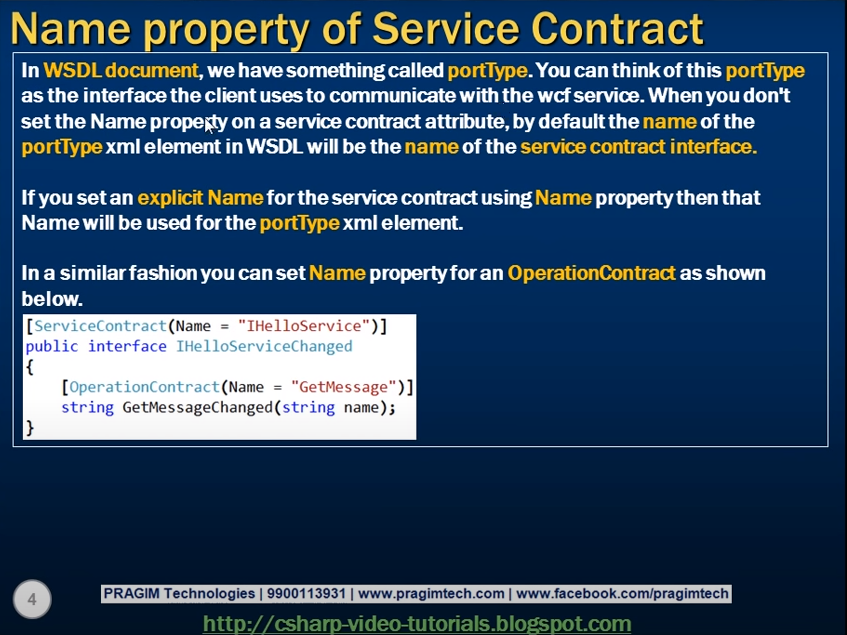 Name property of Service Contract
In WSDL document, we have something called portType. You can think of this portType
as the interface the client uses to communicate with the wcf service. When you don't
set the Name property on a service contract attribute, by default the name of the
portType xml element in WSDL will be the name of the service contract interface.
If you set an explicit Name for the service contract using Name property then that
Name will be used for the portType xml element.
In a similar fashion you can set Name property for an OperationContract as shown
below.
[ServiceContract(Name = "IHelloService")]
public interface IHelloServiceChanged
{
[OperationContract(Name = "GetMessage")]
string GetMessageChanged(string name);
}
4
PRAGIM Technologies | 9900113931 | www.pragimtech.com | www.facebook.com/pragimtech
http://csharp-video-tutorials.blogspot.com